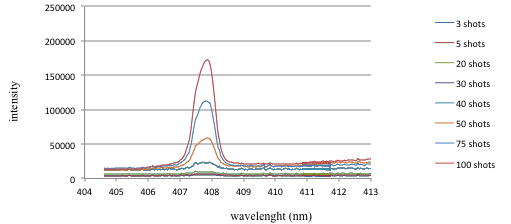 250000
200000
150000
100000
50000
0
intensity
404 405 406 407 408 409 410 411 412 413
wavelenght (nm)
3 shots
5 shots
20 shots
30 shots
40 shots
50 shots
75 shots
100 shots